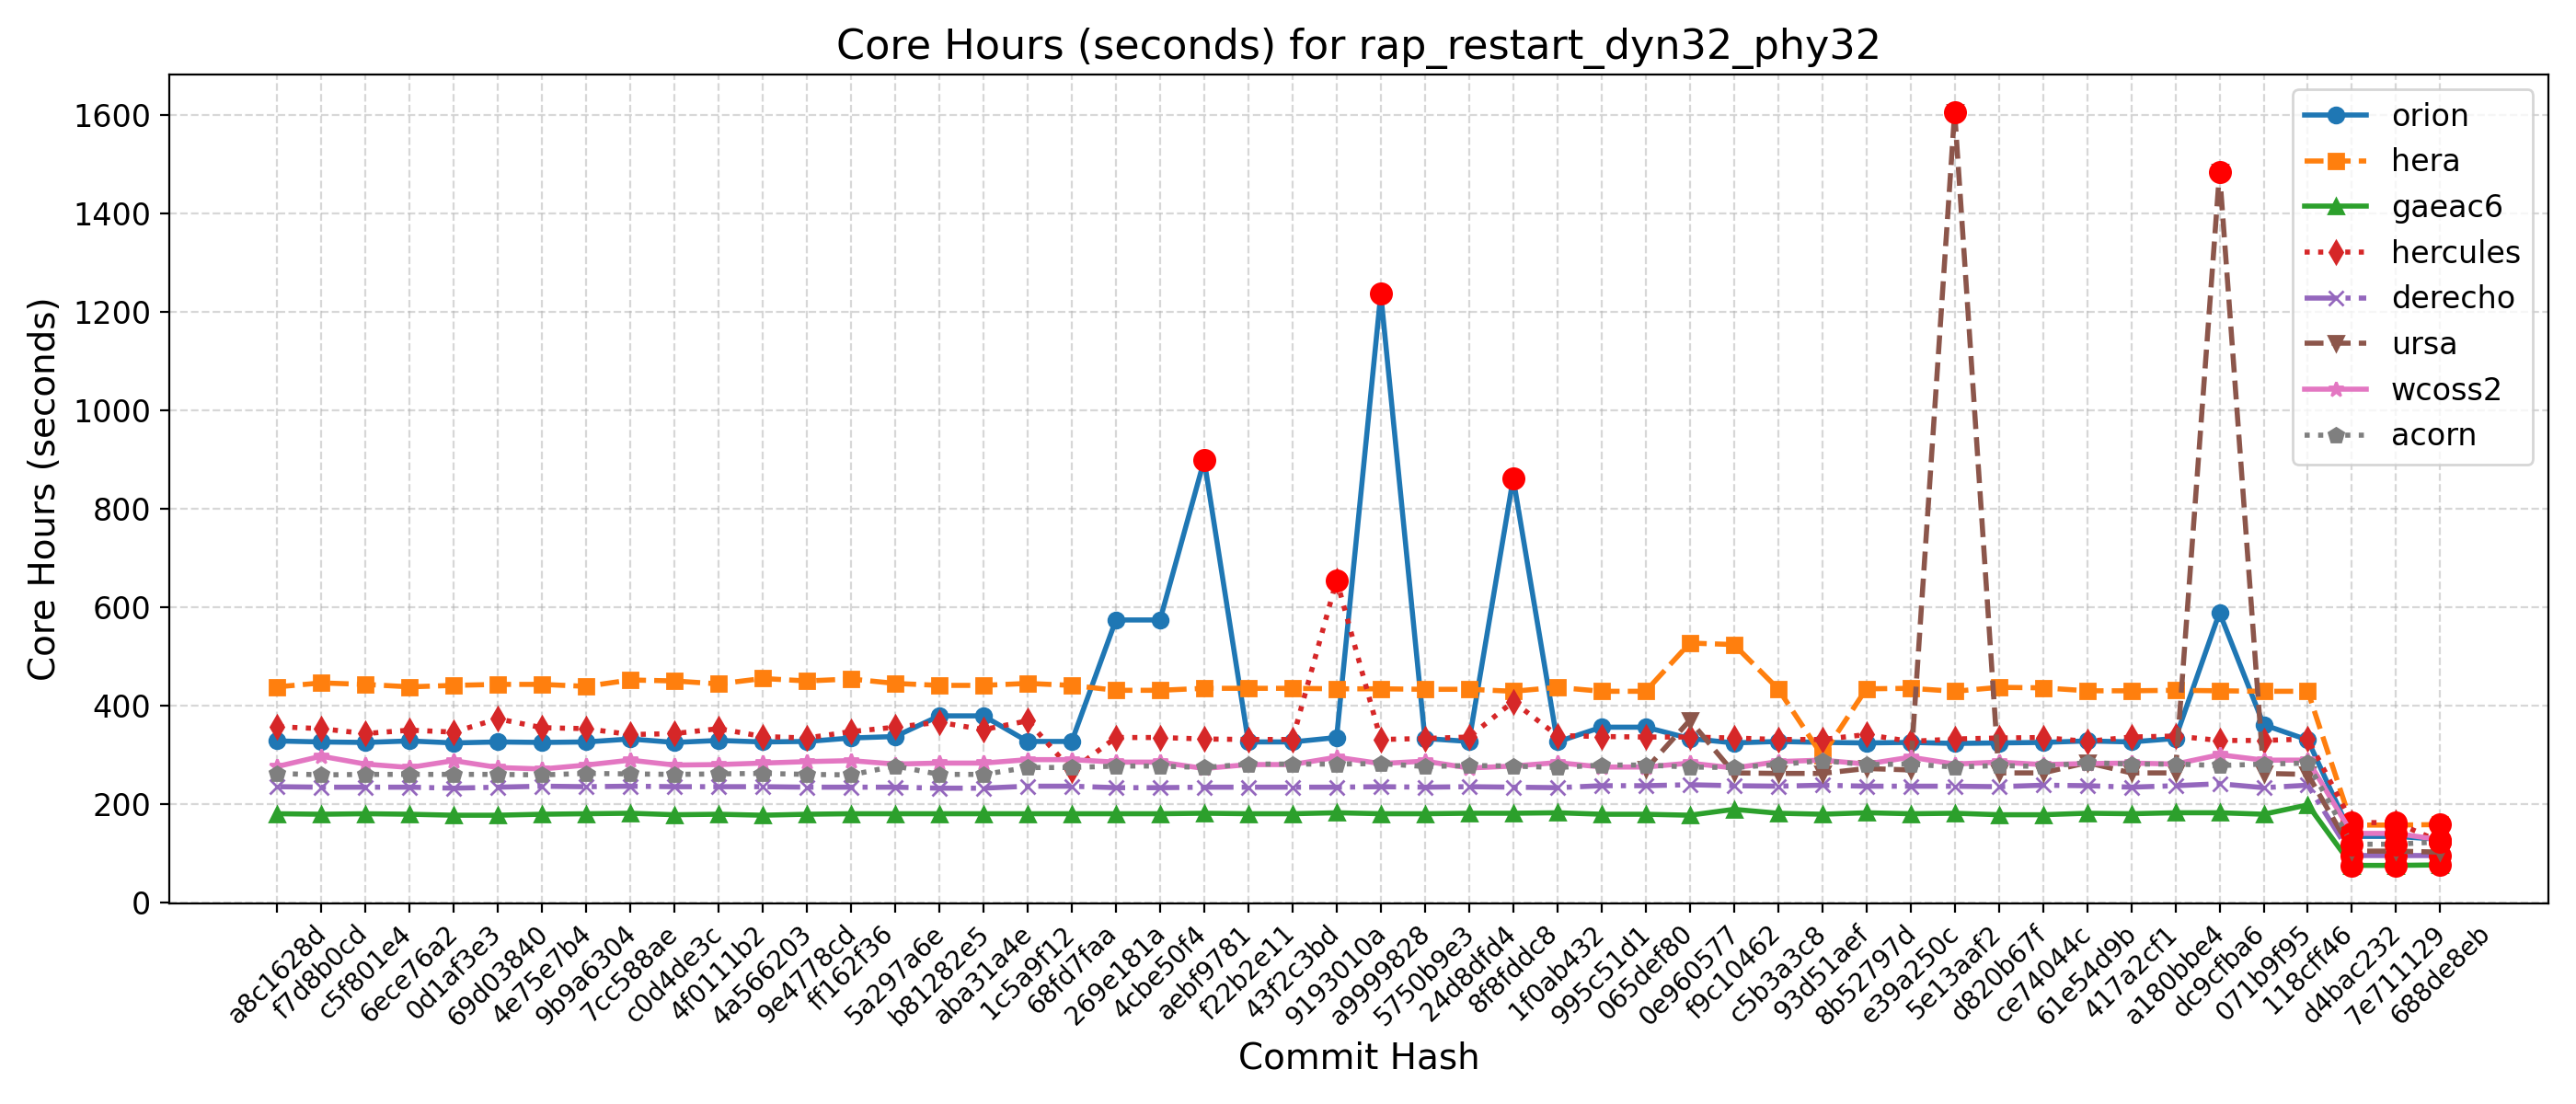 Core Hours (seconds) for rap_restart_dyn32_phy32
Core Hours (seconds)
1600
1400
1200
1000
800
600
400
200
0
orion
hera
gaeac6
hercules
derecho
ursa
wcoss2
acorn
a8c1628d
f7d8b0cd
c5f801e4
6ece76a2
0d1af3e3
69d03840
4e75e7b4
9b9a6304
7cc588ae
c0d4de3c
4f0111b2
4a566203
9e4778cd
ff162f36
5a297a6e
b81282e5
aba31a4e
1c5a9f12
68fd7faa
269e181a
4cbe50f4
aebf9781
f22b2e11
43f2c3bd
9193010a
a9999828
5750b9e3
24d8dfd4
8f8fddc8
1f0ab432
995c51d1
065def80
0e960577
f9c10462
c5b3a3c8
93d51aef
8b52797d
e39a250c
5e13aaf2
d820b67f
ce74044c
61e54d9b
417a2cf1
a180bbe4
dc9cfba6
071b9f95
118cff46
d4bac232
7e711129
688de8eb
Commit Hash